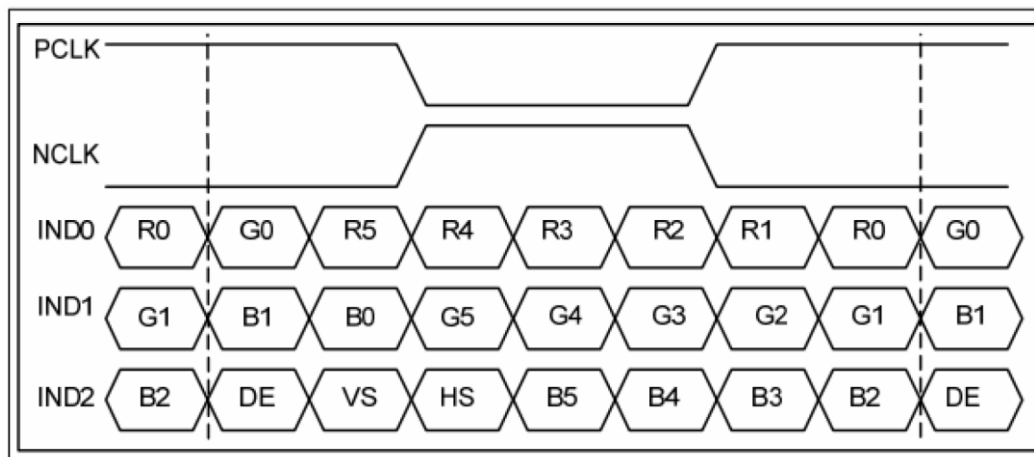 PCLK
NCLK
IND0 R0 G0 R5 R4 R3 R2 R1 R0 G0
IND1 G1 B1 B0 G5 G4 G3 G2 G1 B1
IND2 B2 DE VS HS B5 B4 B3 B2 DE